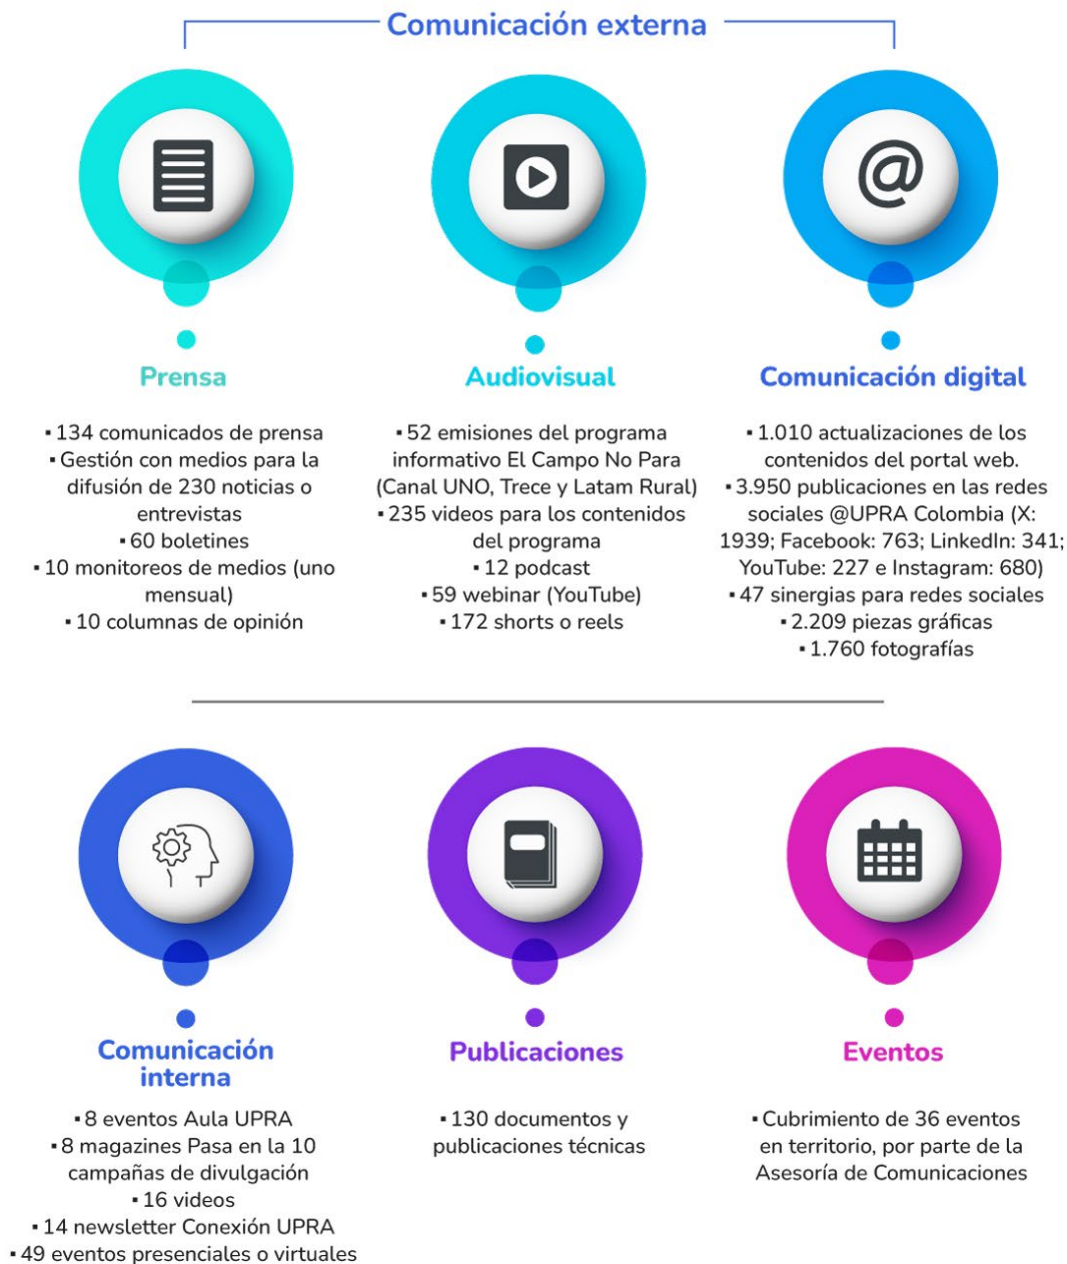 Comunicación externa
Prensa
▪ 134 comunicados de prensa
▪ Gestión con medios para la
difusión de 230 noticias o
entrevistas
▪ 60 boletines
▪ 10 monitoreos de medios (uno
mensual)
▪ 10 columnas de opinión
Audiovisual
▪ 52 emisiones del programa
informativo El Campo No Para
(Canal UNO, Trece y Latam Rural)
▪ 235 videos para los contenidos
del programa
▪ 12 podcast
▪ 59 webinar (YouTube)
▪ 172 shorts o reels
Comunicación digital
▪ 1.010 actualizaciones de los
contenidos del portal web.
▪ 3.950 publicaciones en las redes
sociales @UPRA Colombia (X:
1939; Facebook: 763; LinkedIn: 341;
YouTube: 227 e Instagram: 680)
▪ 47 sinergias para redes sociales
▪ 2.209 piezas gráficas
▪ 1.760 fotografías
Comunicación
interna
▪ 8 eventos Aula UPRA
▪ 8 magazines Pasa en la 10
campañas de divulgación
▪ 16 videos
▪ 14 newsletter Conexión UPRA
▪ 49 eventos presenciales o virtuales
Publicaciones
▪ 130 documentos y
publicaciones técnicas
Eventos
▪ Cubrimiento de 36 eventos
en territorio, por parte de la
Asesoría de Comunicaciones